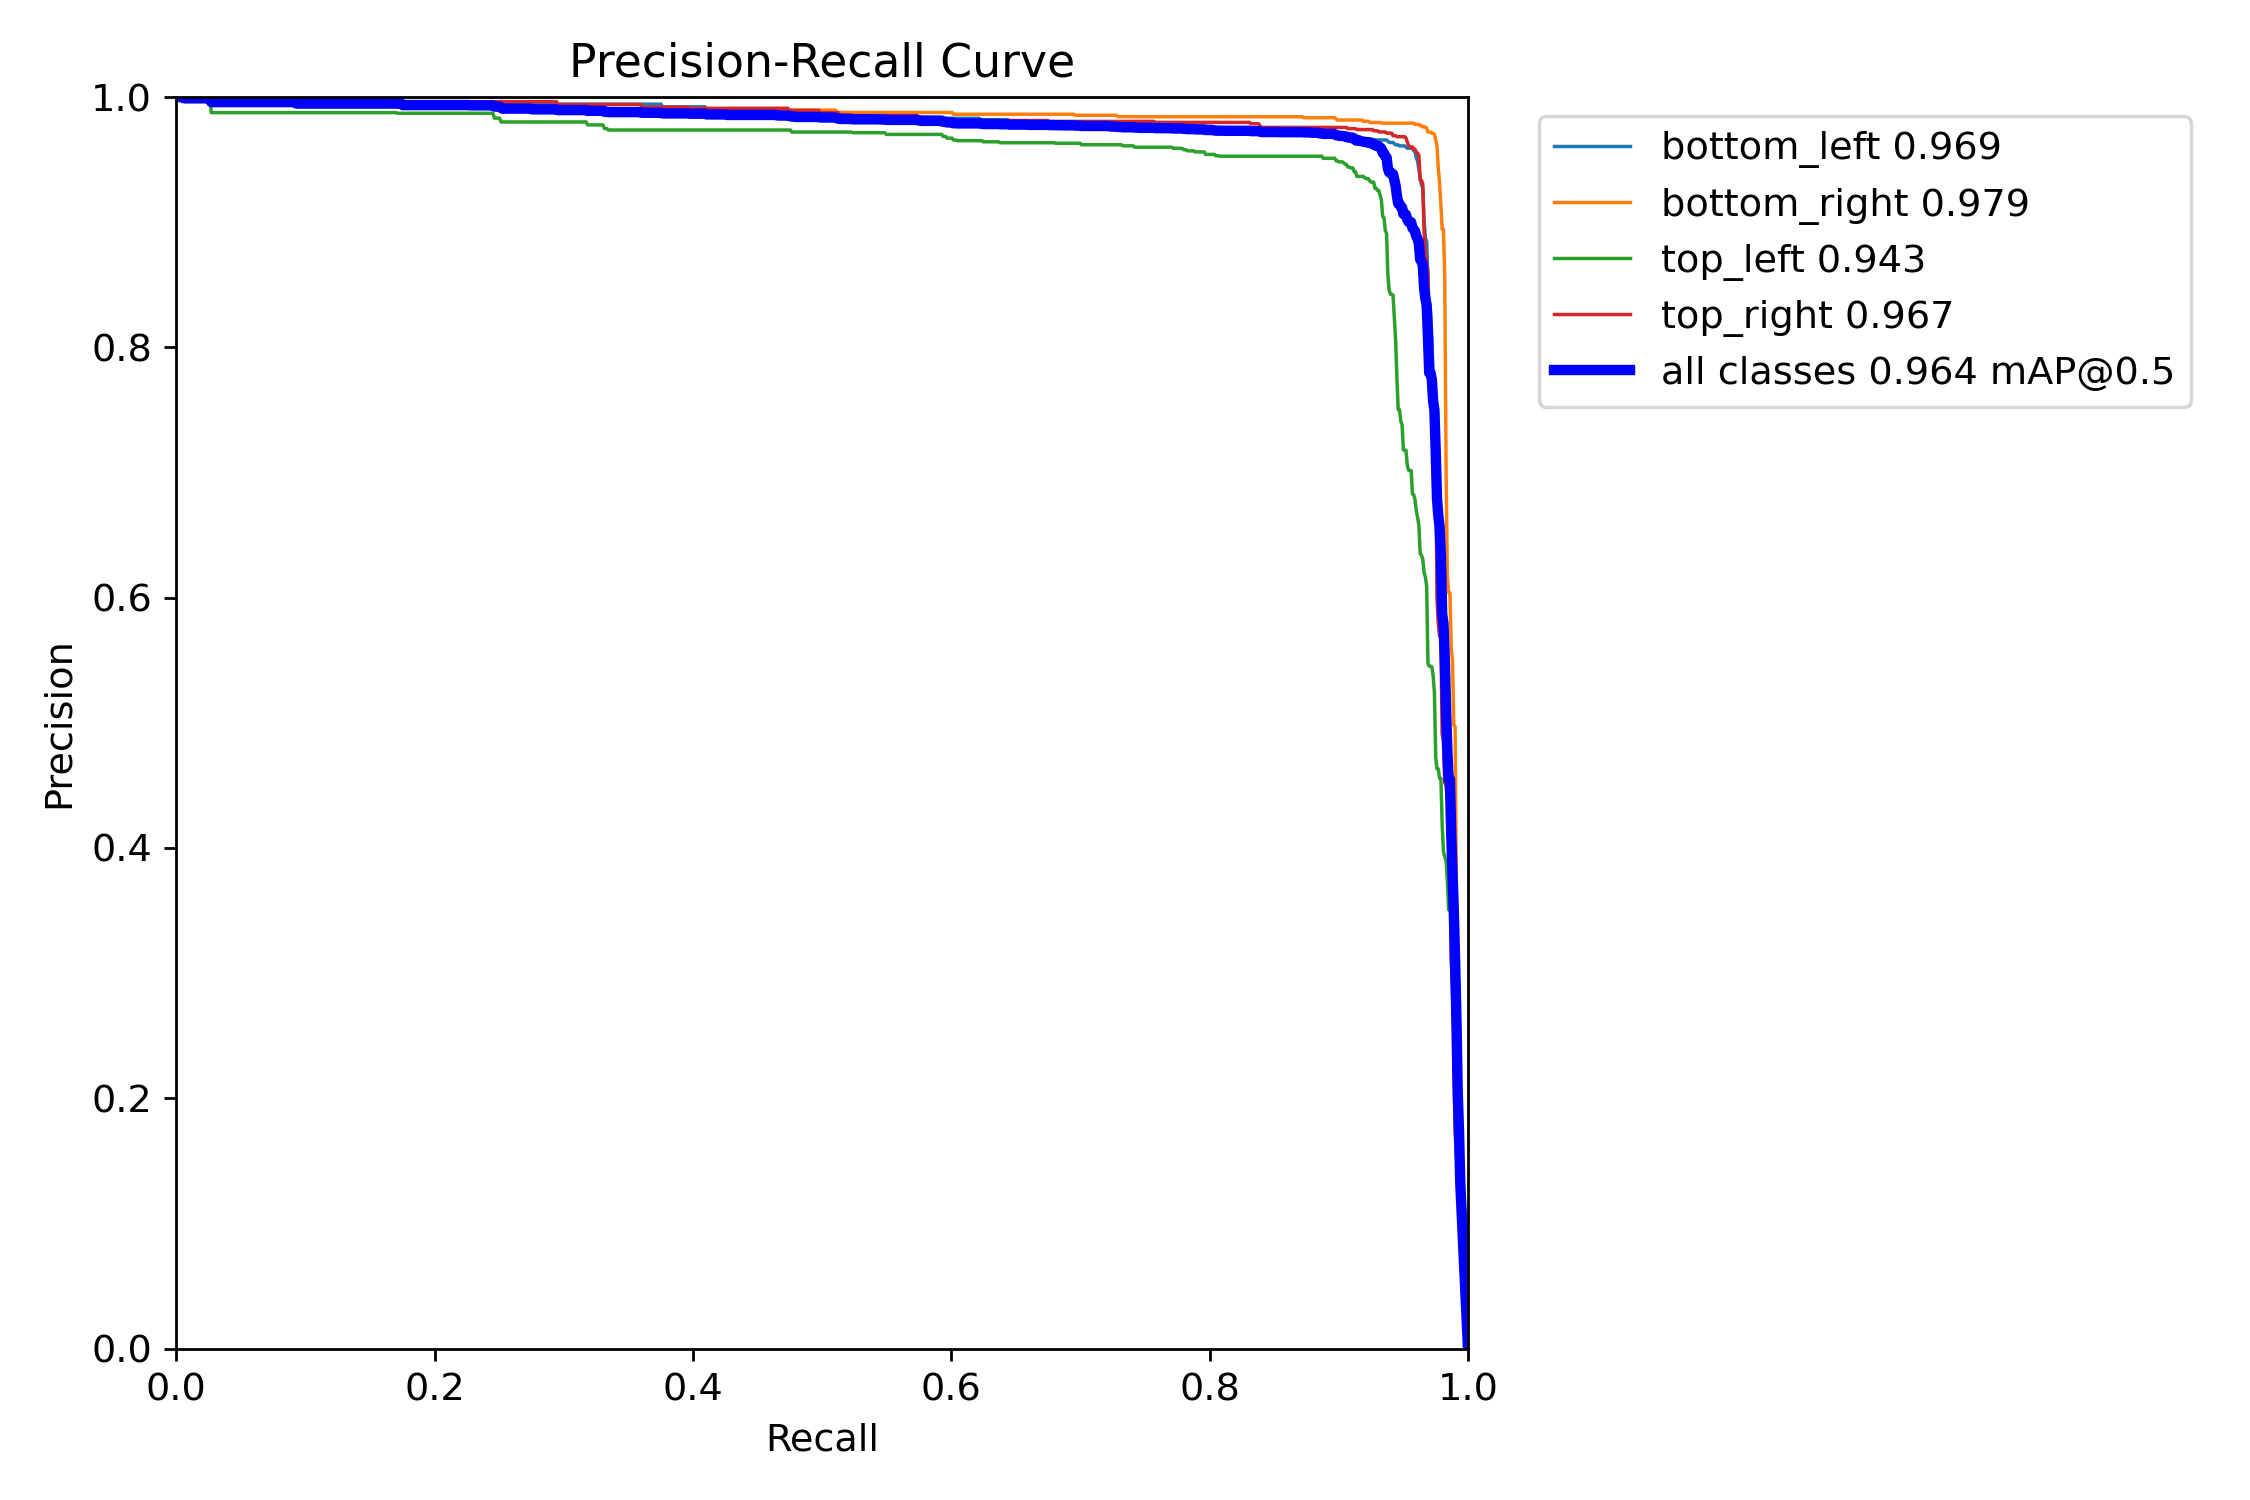 Precision-Recall Curve
1.0
0.8
0.6
0.4
0.2
0.0
Precision
0.0 0.2 0.4 0.6 0.8 1.0
Recall
bottom_left 0.969
bottom_right 0.979
top_left 0.943
top_right 0.967
all classes 0.964 mAP@0.5